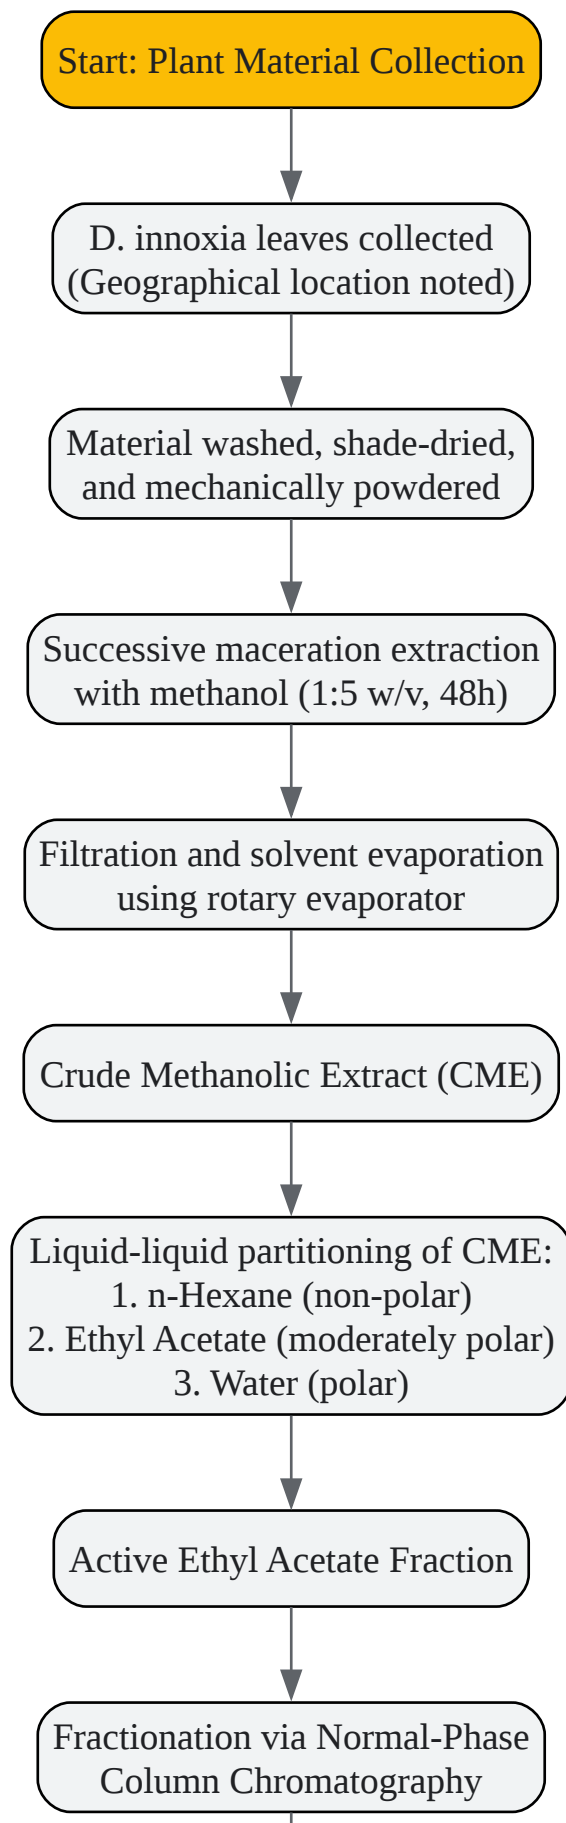 Start: Plant Material Collection
D. innoxia leaves collected
(Geographical location noted)
Material washed, shade-dried,
and mechanically powdered
Successive maceration extraction
with methanol (1:5 w/v, 48h)
Filtration and solvent evaporation
using rotary evaporator
Crude Methanolic Extract (CME)
Liquid-liquid partitioning of CME:
1. n-Hexane (non-polar)
2. Ethyl Acetate (moderately polar)
3. Water (polar)
Active Ethyl Acetate Fraction
Fractionation via Normal-Phase
Column Chromatography